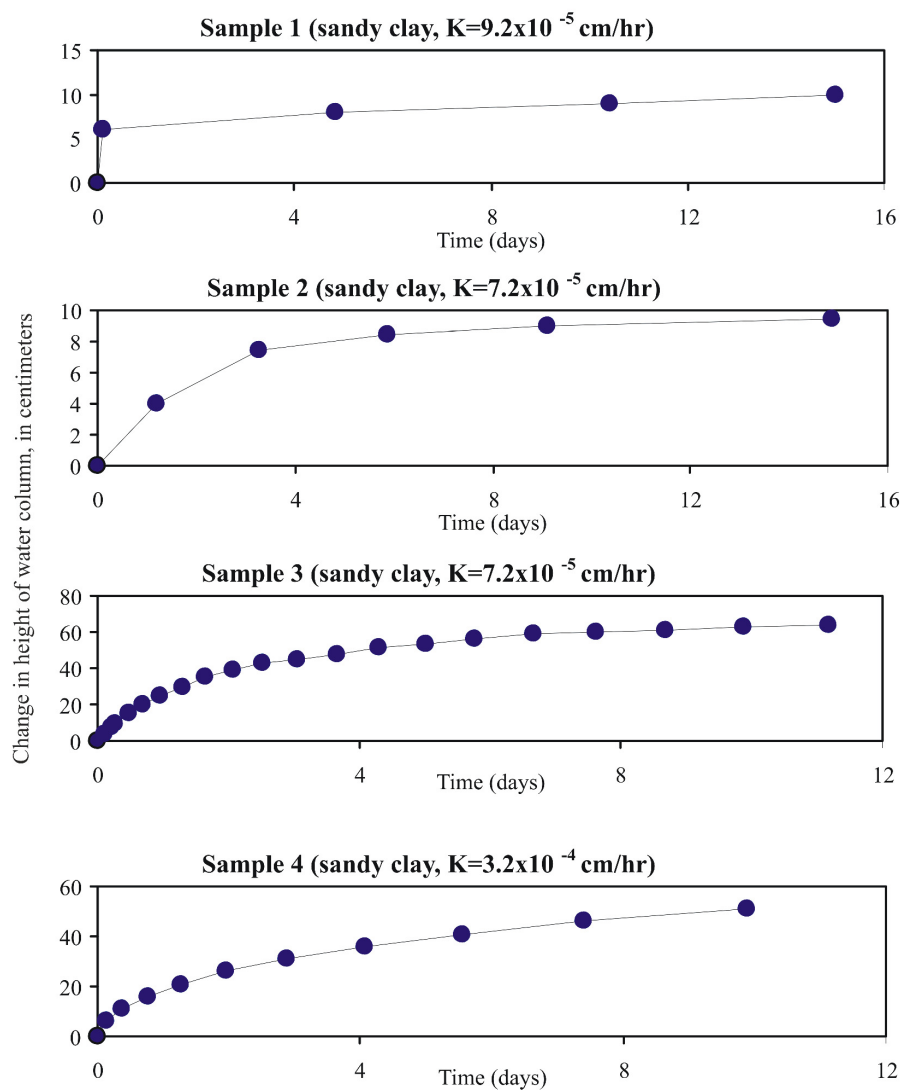 Change in height of water column, in centimeters
Sample 1 (sandy clay, K=9.2x10 -5 cm/hr)
15
10
5
0
0 4 8 12 16
Time (days)
Sample 2 (sandy clay, K=7.2x10 -5 cm/hr)
10
8
6
4
2
0
0 4 8 12 16
Time (days)
Sample 3 (sandy clay, K=7.2x10 -5 cm/hr)
80
60
40
20
0
0 4 8 12
Time (days)
Sample 4 (sandy clay, K=3.2x10 -4 cm/hr)
60
40
20
0
0 4 8 12
Time (days)